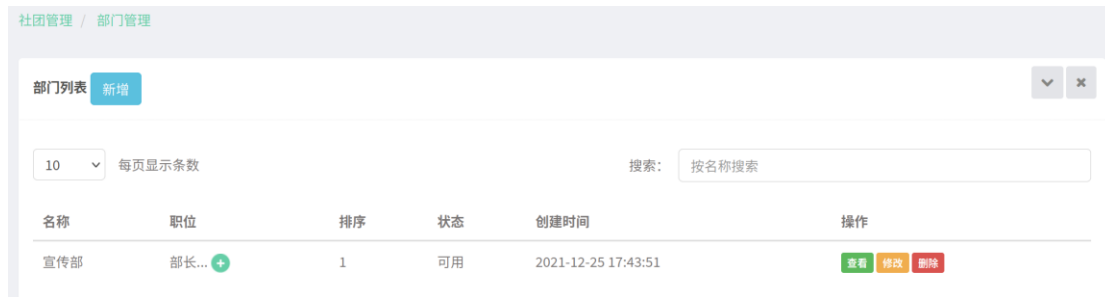 社团管理 / 部门管理
部门列表 新增
10 每页显示条数 搜索: 按名称搜索
名称 职位 排序 状态 创建时间 操作
宣传部 部长... 1 可用 2021-12-25 17:43:51 查看 修改 删除